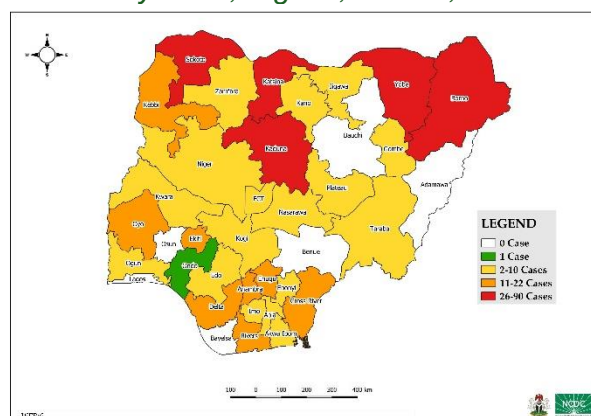 N
W
E
S
Sokoto
Katsina
Jigawa
Yobe
Borno
Zamfara
Kano
Kebbi
Bauchi
Kaduna
Gombe
Adamawa
Niger
Plateau
FCT
Kwara
Nasarawa
Taraba
Oyo
Osun
Ekiti
Kogi
Benue
Ondo
Ogun
Edo
Lagos
Enugu
Anambra
Ebonyi
Cross River
Delta
Imo
Abia
Bayelsa
Rivers
Akwa Ibom
LEGEND
0 Case
1 Case
2-10 Cases
11-22 Cases
26-90 Cases
100 0 100 200 300 400 km
NCDC